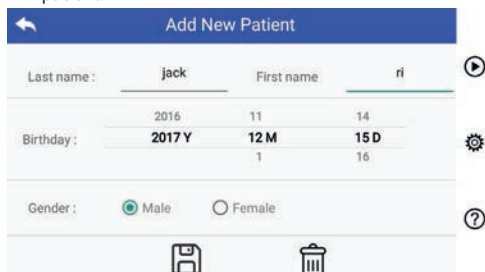 Add New Patient
Last name : jack First name ri
2016 11 14
Birthday : 2017 Y 12 M 15 D
1 16
Gender : Male Female
?